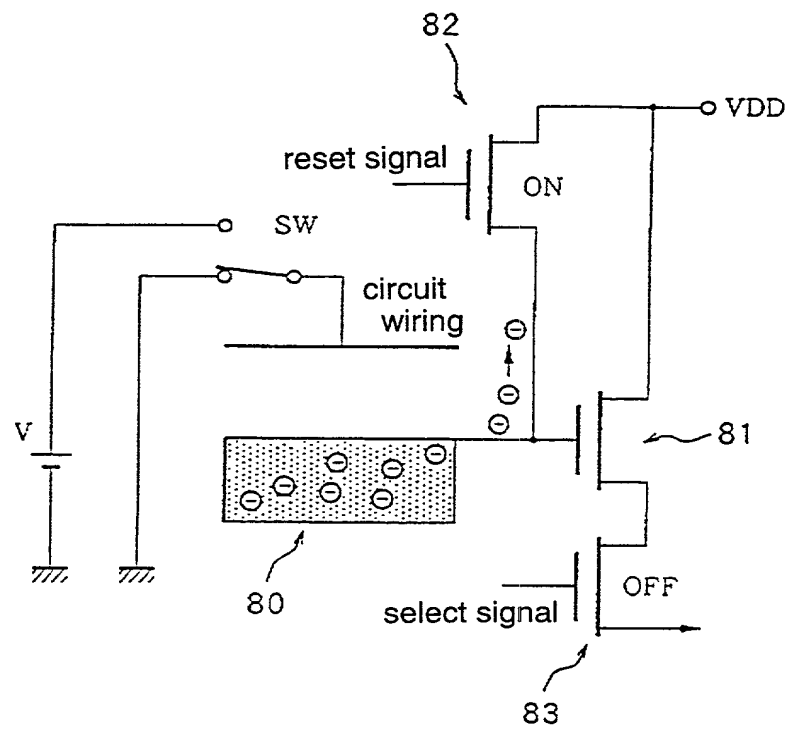 82
VDD
reset signal
ON
SW
circuit
wiring
V
81
80
OFF
select signal
83